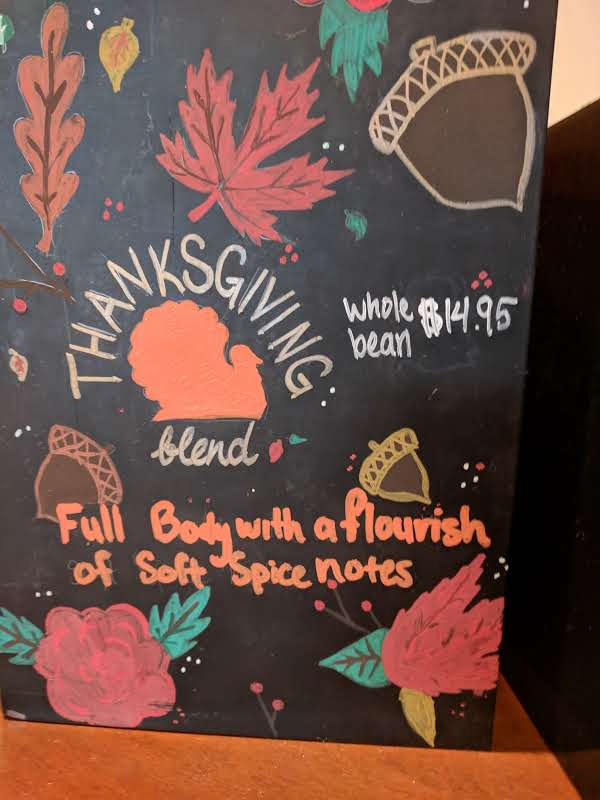 THANKSGIVING
blend
whole bean $14.95
Full Body with a flourish
of Soft Spice notes